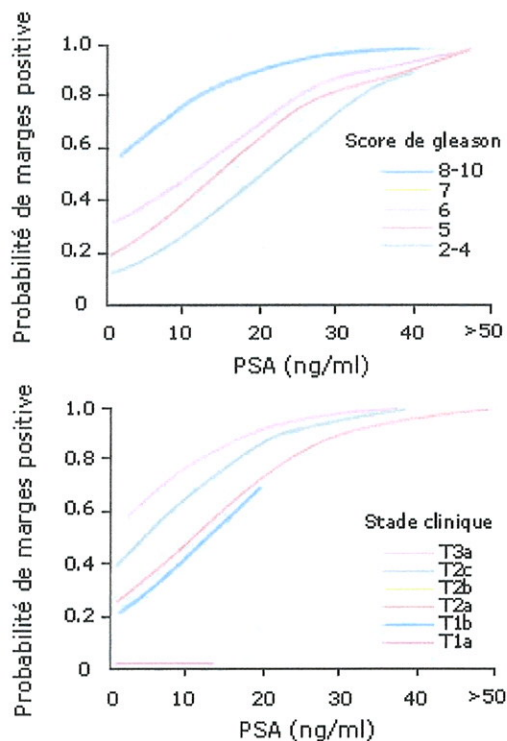 Probabilité de marges positive
1.0
0.8
0.6
0.4
0.2
0
Score de gleason
8-10
7
6
5
2-4
0 10 20 30 40 >50
PSA (ng/ml)
Probabilité de marges positive
1.0
0.8
0.6
0.4
0.2
0
Stade clinique
T3a
T2c
T2b
T2a
T1b
T1a
0 10 20 30 40 >50
PSA (ng/ml)